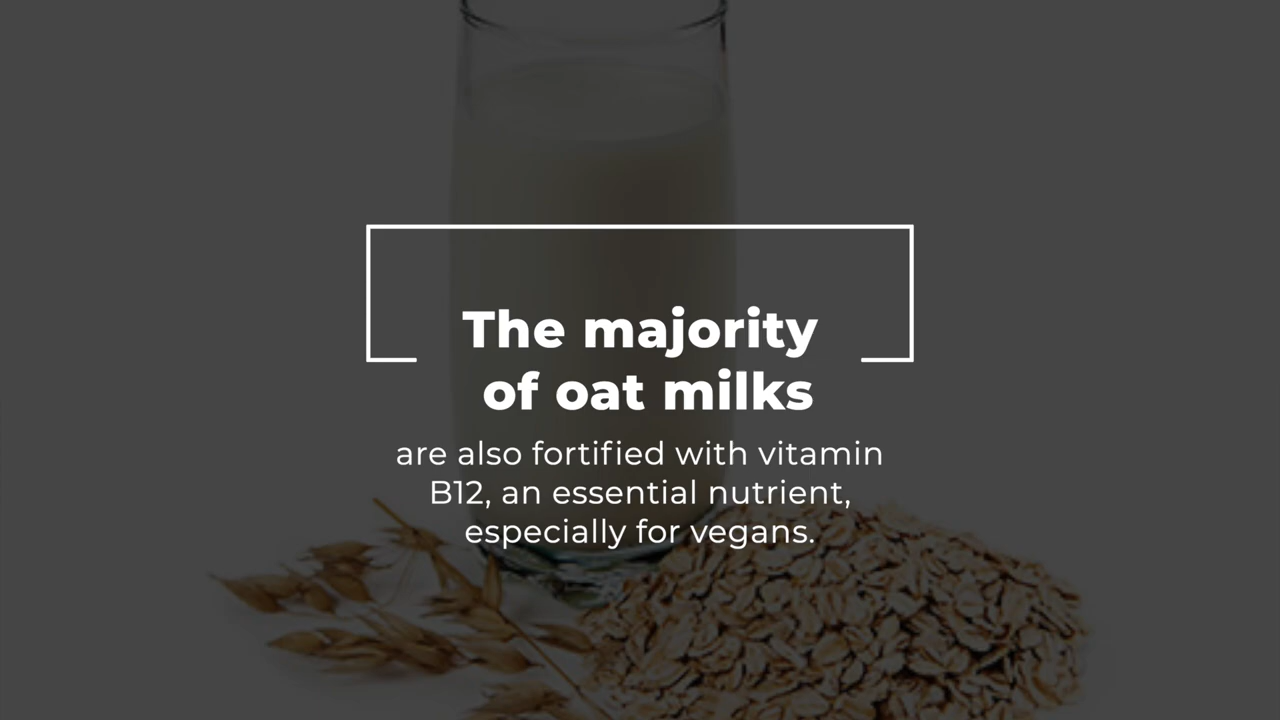 The majority
of oat milks
are also fortified with vitamin
B12, an essential nutrient,
especially for vegans.